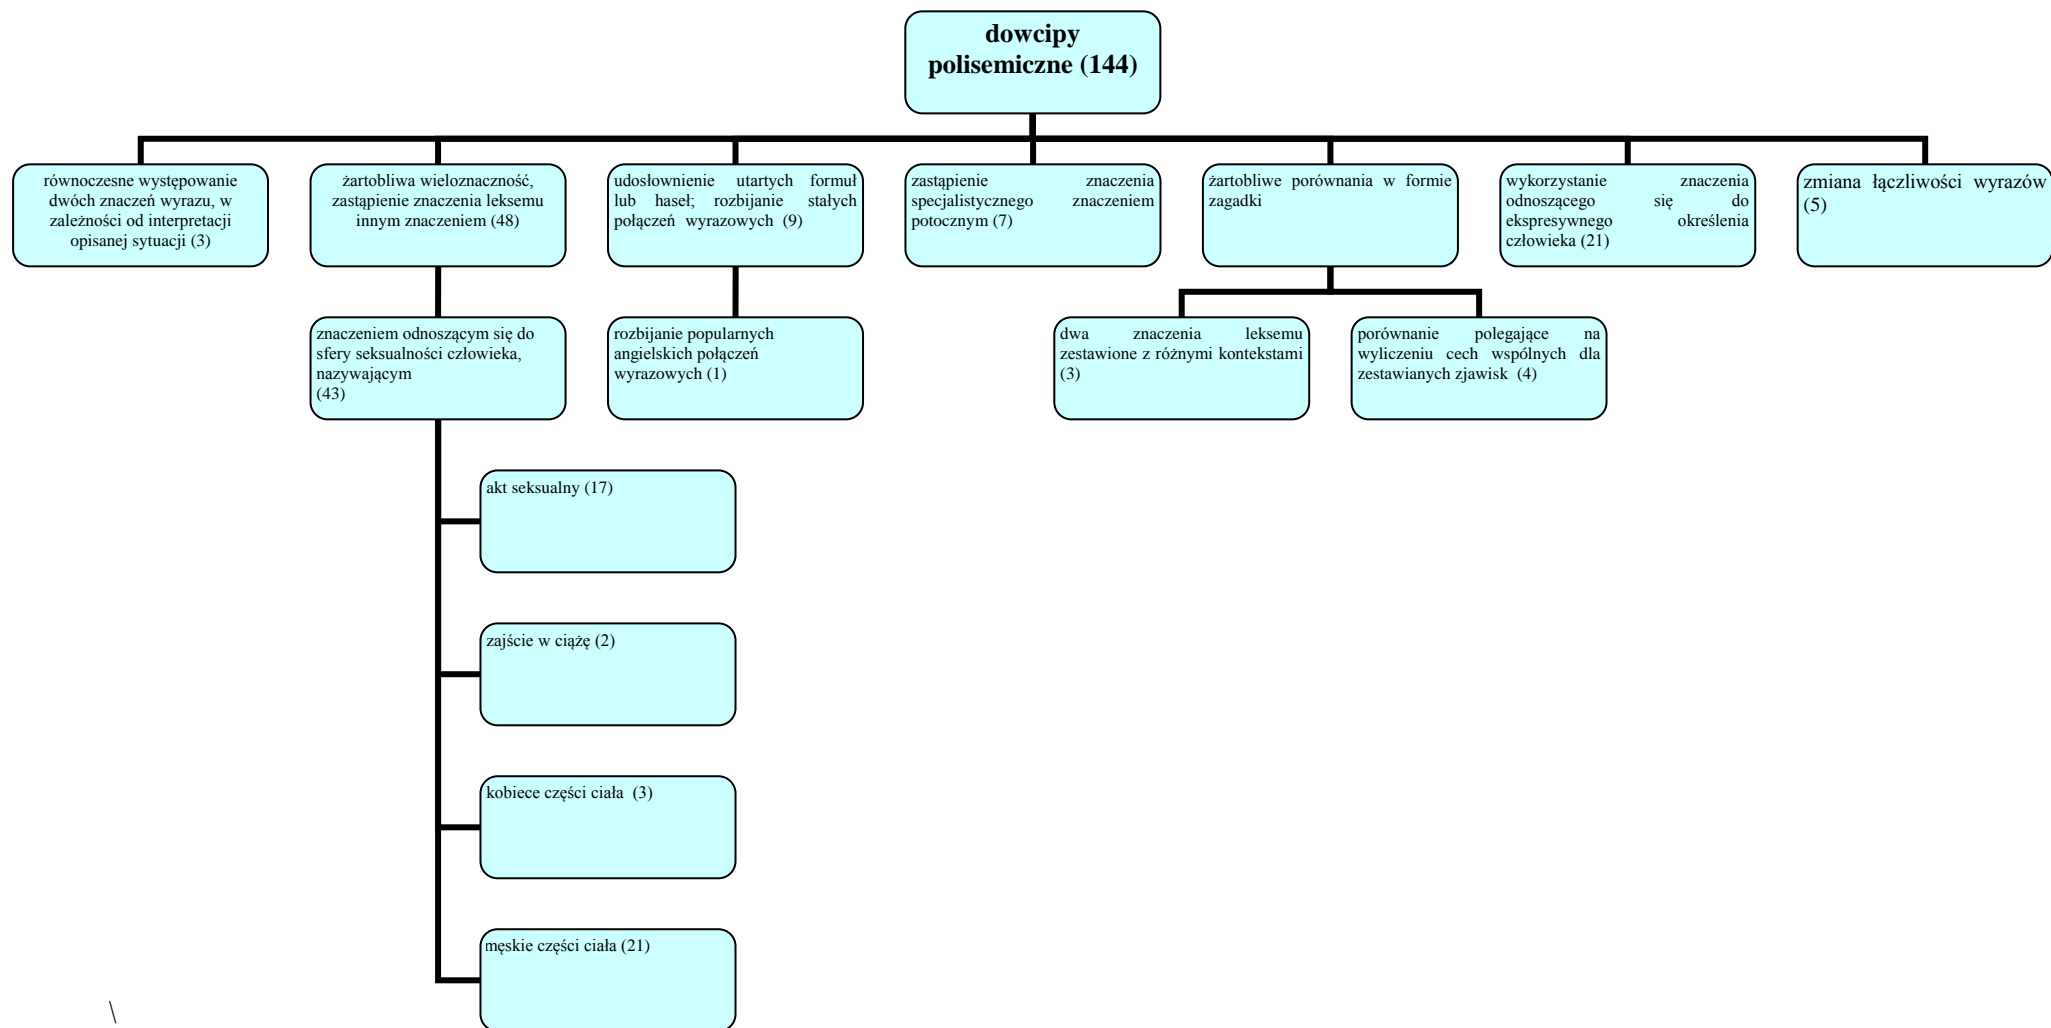 dowcipy
polisemiczne (144)
równoczesne występowanie
dwóch znaczeń wyrazu, w
zależności od interpretacji
opisanej sytuacji (3)
żartobliwa wieloznaczność,
zastąpienie znaczenia leksemu
innym znaczeniem (48)
udosłownienie utartych formuł
lub haseł; rozbijanie stałych
połączeń wyrazowych (9)
zastąpienie znaczenia
specjalistycznego znaczeniem
potocznym (7)
żartobliwe porównania w formie
zagadki
wykorzystanie znaczenia
odnoszącego się do
ekspresywnego określenia
człowieka (21)
zmiana łączliwości wyrazów
(5)
znaczeniem odnoszącym się do
sfery seksualności człowieka,
nazywającym
(43)
rozbijanie popularnych
angielskich połączeń
wyrazowych (1)
dwa znaczenia leksemu
zestawione z różnymi kontekstami
(3)
porównanie polegające na
wyliczeniu cech wspólnych dla
zestawianych zjawisk (4)
akt seksualny (17)
zajście w ciążę (2)
kobiece części ciała (3)
męskie części ciała (21)
\